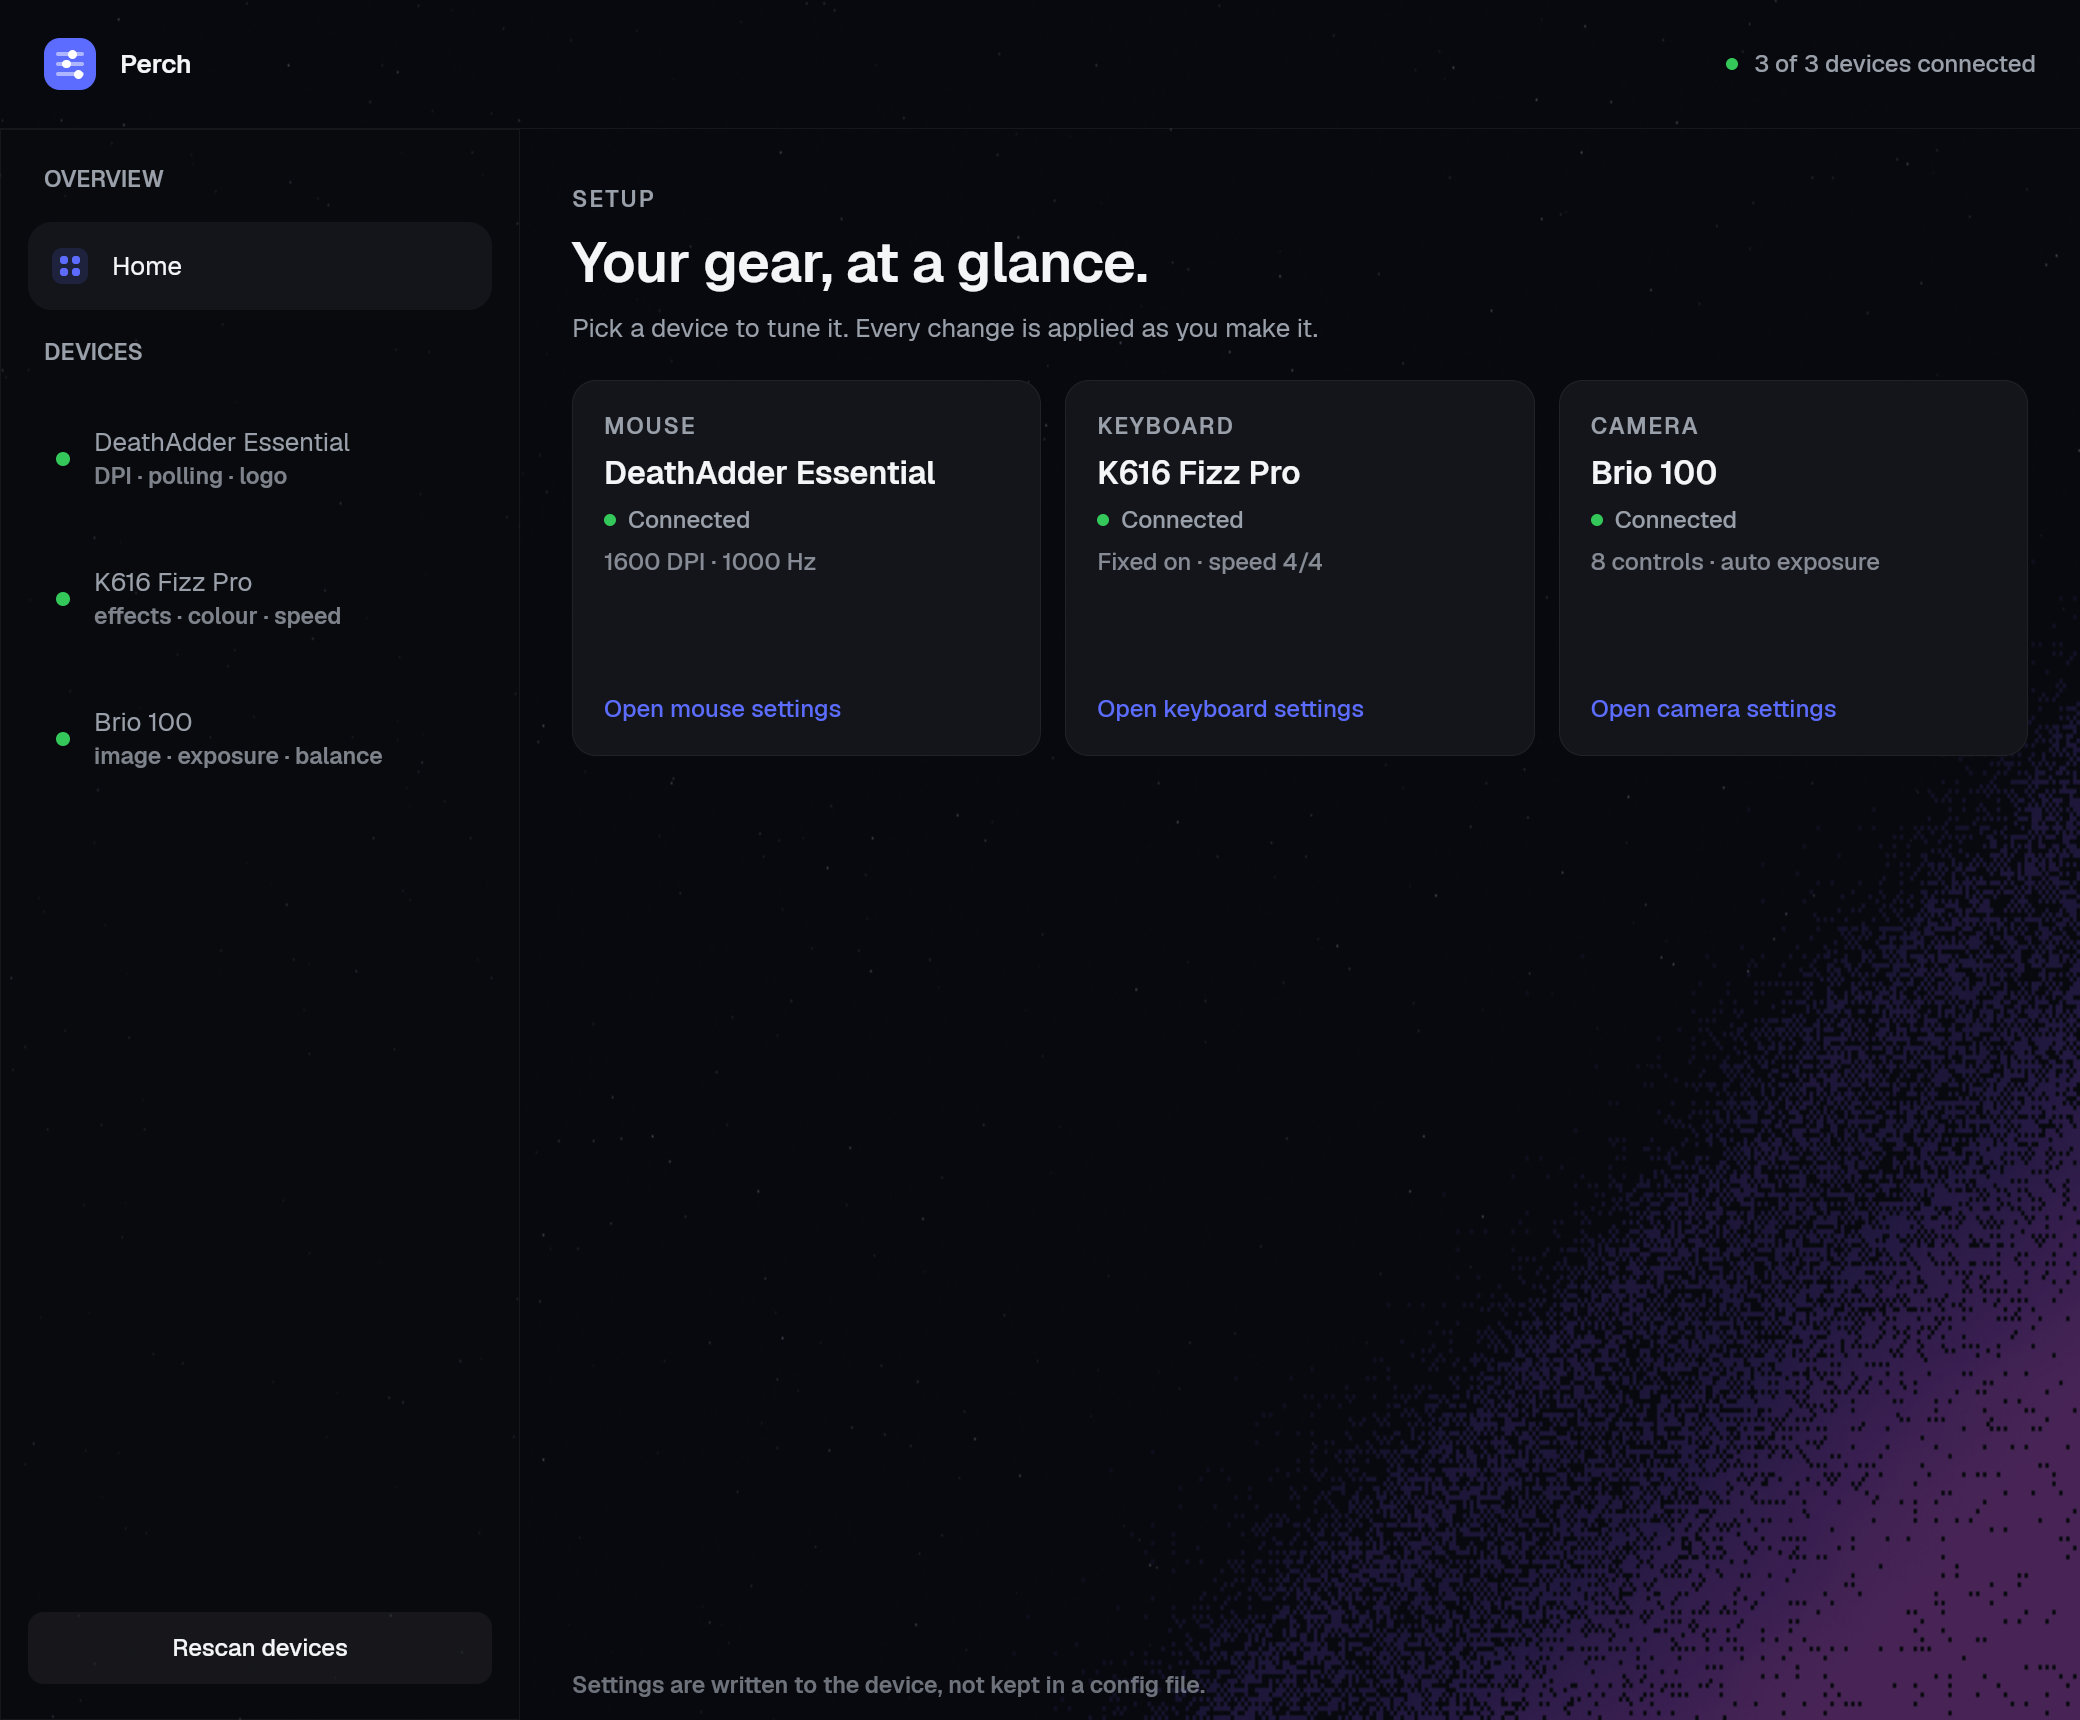 Perch
3 of 3 devices connected
OVERVIEW
Home
DEVICES
DeathAdder Essential
DPI · polling · logo
K616 Fizz Pro
effects · colour · speed
Brio 100
image · exposure · balance
Rescan devices
SETUP
Your gear, at a glance.
Pick a device to tune it. Every change is applied as you make it.
MOUSE
DeathAdder Essential
Connected
1600 DPI · 1000 Hz
Open mouse settings
KEYBOARD
K616 Fizz Pro
Connected
Fixed on · speed 4/4
Open keyboard settings
CAMERA
Brio 100
Connected
8 controls · auto exposure
Open camera settings
Settings are written to the device, not kept in a config file.